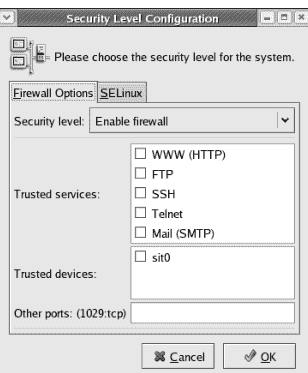 Security Level Configuration
Please choose the security level for the system.
Firewall Options SELinux
Security level: Enable firewall
Trusted services:
WWW (HTTP)
FTP
SSH
Telnet
Mail (SMTP)
Trusted devices:
sit0
Other ports: (1029:tcp)
Cancel OK